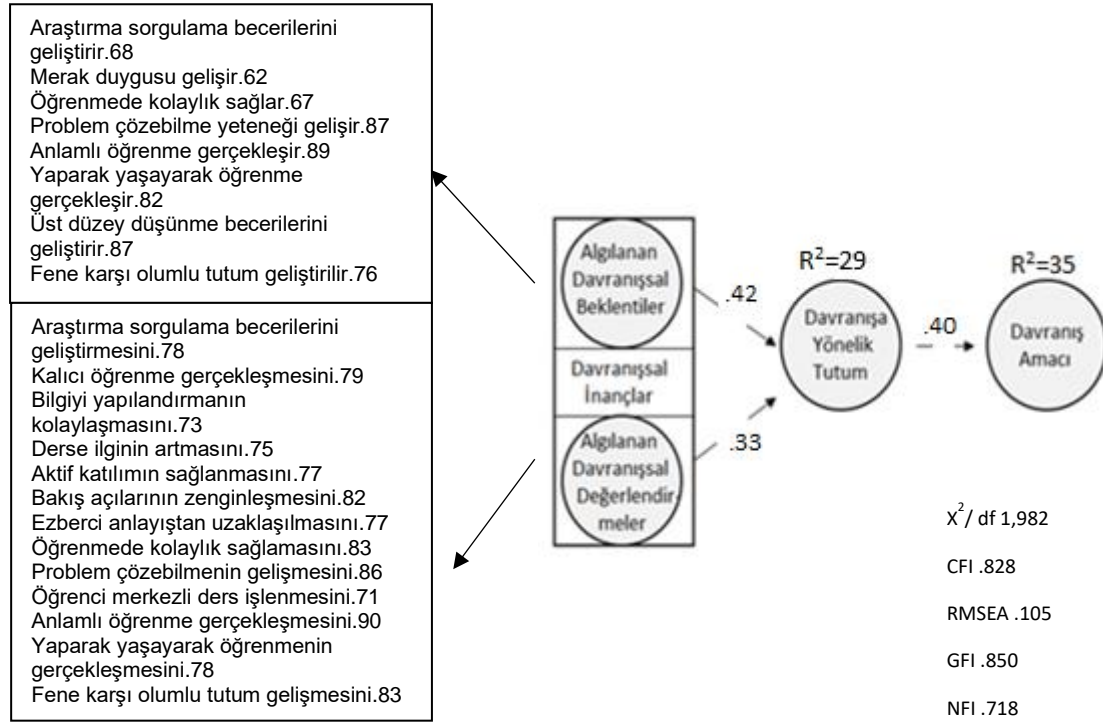 Araştırma sorgulama becerilerini
geliştirir.68
Merak duygusu gelişir.62
Öğrenmede kolaylık sağlar.67
Problem çözebilme yeteneği gelişir.87
Anlamlı öğrenme gerçekleşir.89
Yaparak yaşayarak öğrenme
gerçekleşir.82
Üst düzey düşünme becerilerini
geliştirir.87
Fene karşı olumlu tutum geliştirilir.76
Araştırma sorgulama becerilerini
geliştirmesini.78
Kalıcı öğrenme gerçekleşmesini.79
Bilgiyi yapılandırmanın
kolaylaşmasını.73
Derse ilginin artmasını.75
Aktif katılımın sağlanmasını.77
Bakış açılarının zenginleşmesini.82
Ezberci anlayıştan uzaklaşılmasını.77
Öğrenmede kolaylık sağlamasını.83
Problem çözebilmenin gelişmesini.86
Öğrenci merkezli ders işlenmesini.71
Anlamlı öğrenme gerçekleşmesini.90
Yaparak yaşayarak öğrenmenin
gerçekleşmesini.78
Fene karşı olumlu tutum gelişmesini.83
Algılanan
Davranışsal
Beklentiler
Davranışsal
İnançlar
Algılanan
Davranışsal
Değerlendir-
meler
.42
.33
R²=29
Davranışa
Yönelik
Tutum
.40
R²=35
Davranış
Amacı
X²/ df 1,982
CFI .828
RMSEA .105
GFI .850
NFI .718